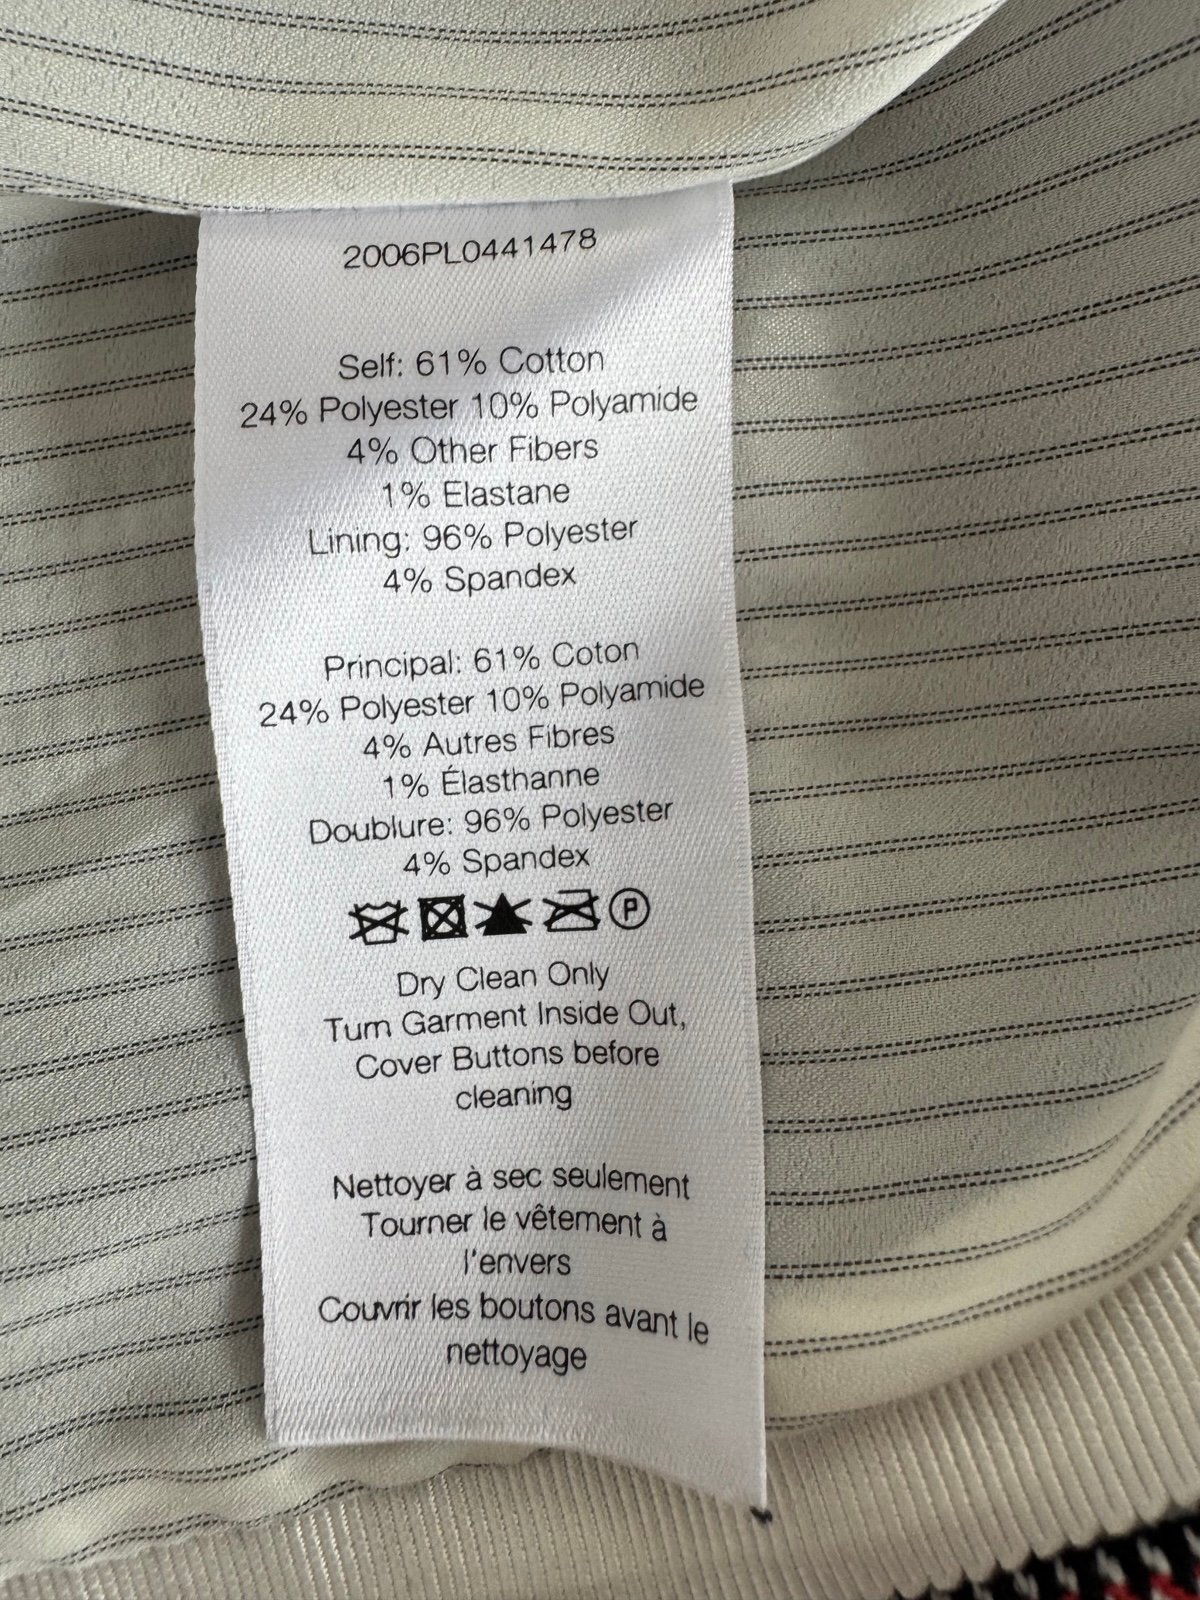 2006PL0441478
Self: 61% Cotton
24% Polyester 10% Polyamide
4% Other Fibers
1% Elastane
Lining: 96% Polyester
4% Spandex
Principal: 61% Coton
24% Polyester 10% Polyamide
4% Autres Fibres
1% Élasthanne
Doublure: 96% Polyester
4% Spandex
P
Dry Clean Only
Turn Garment Inside Out,
Cover Buttons before
cleaning
Nettoyer à sec seulement
Tourner le vêtement à
l'envers
Couvrir les boutons avant le
nettoyage